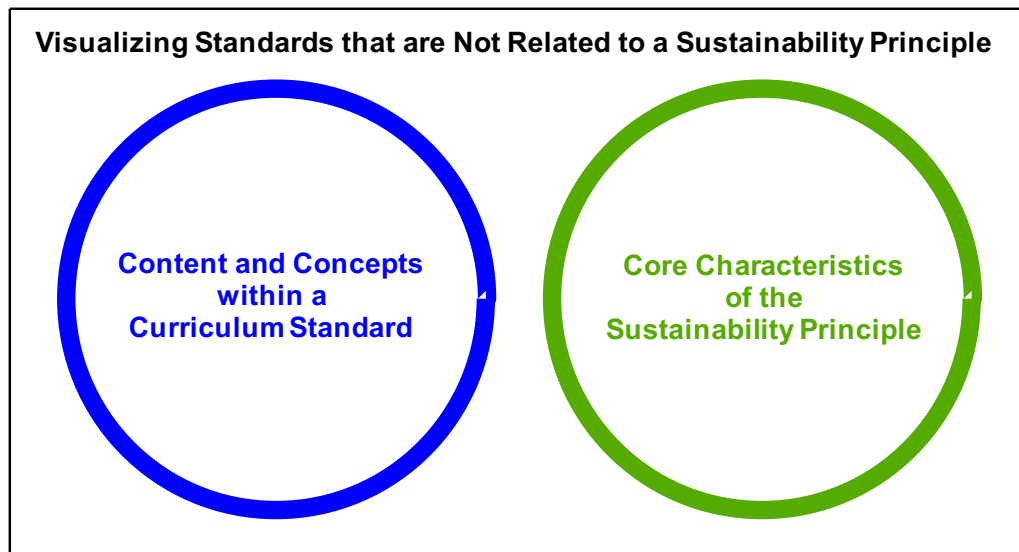 Visualizing Standards that are Not Related to a Sustainability Principle
Content and Concepts
within a
Curriculum Standard
Core Characteristics
of the
Sustainability Principle